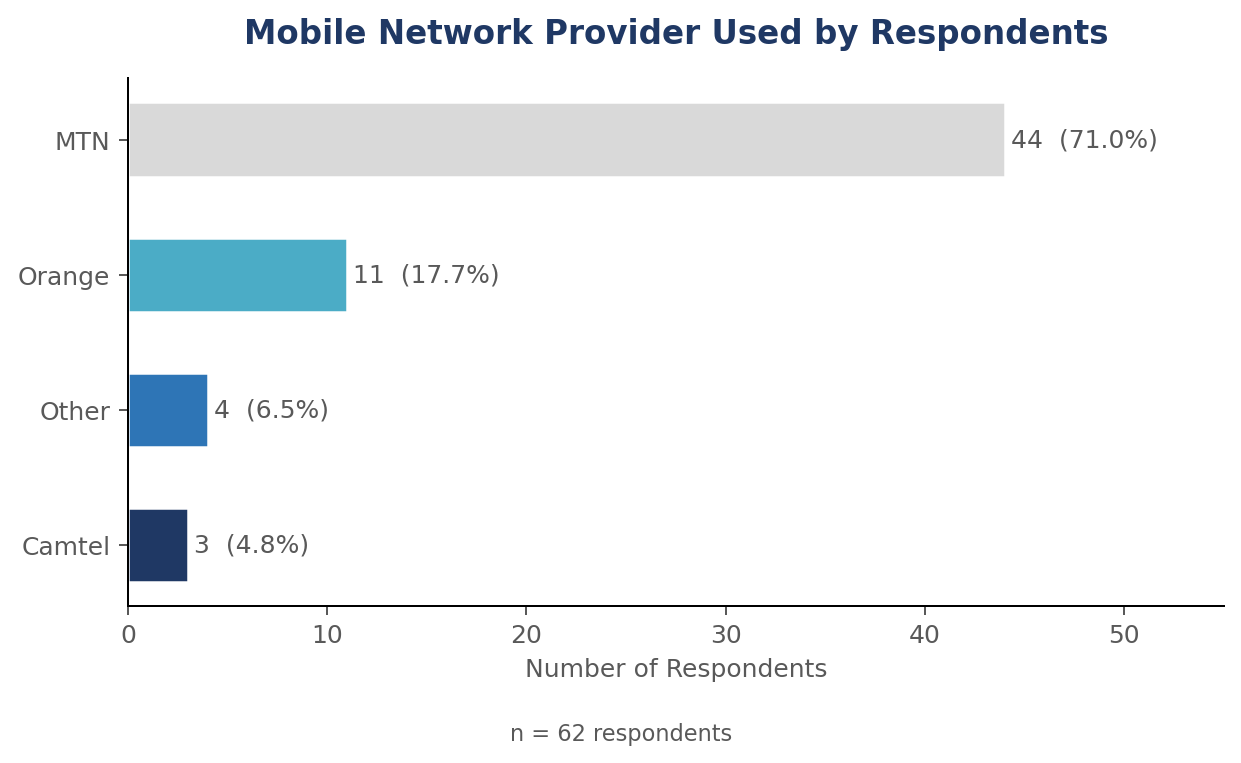 Mobile Network Provider Used by Respondents
MTN
44 (71.0%)
Orange
11 (17.7%)
Other
4 (6.5%)
Camtel
3 (4.8%)
0 10 20 30 40 50
Number of Respondents
n = 62 respondents